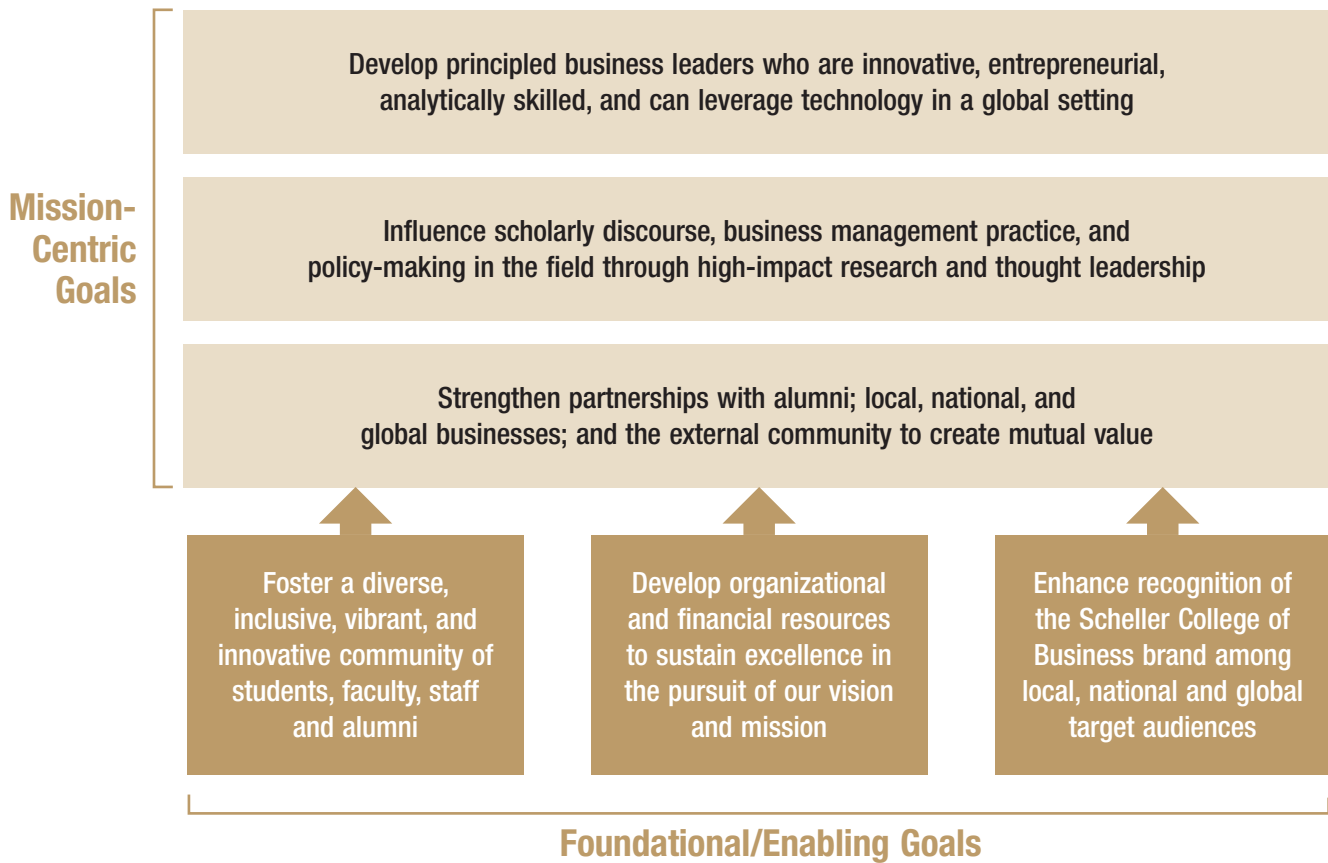 Develop principled business leaders who are innovative, entrepreneurial,
analytically skilled, and can leverage technology in a global setting
Mission-
Centric
Goals
Influence scholarly discourse, business management practice, and
policy-making in the field through high-impact research and thought leadership
Strengthen partnerships with alumni; local, national, and
global businesses; and the external community to create mutual value
Foster a diverse,
inclusive, vibrant, and
innovative community of
students, faculty, staff
and alumni
Develop organizational
and financial resources
to sustain excellence in
the pursuit of our vision
and mission
Enhance recognition of
the Scheller College of
Business brand among
local, national and global
target audiences
Foundational/Enabling Goals